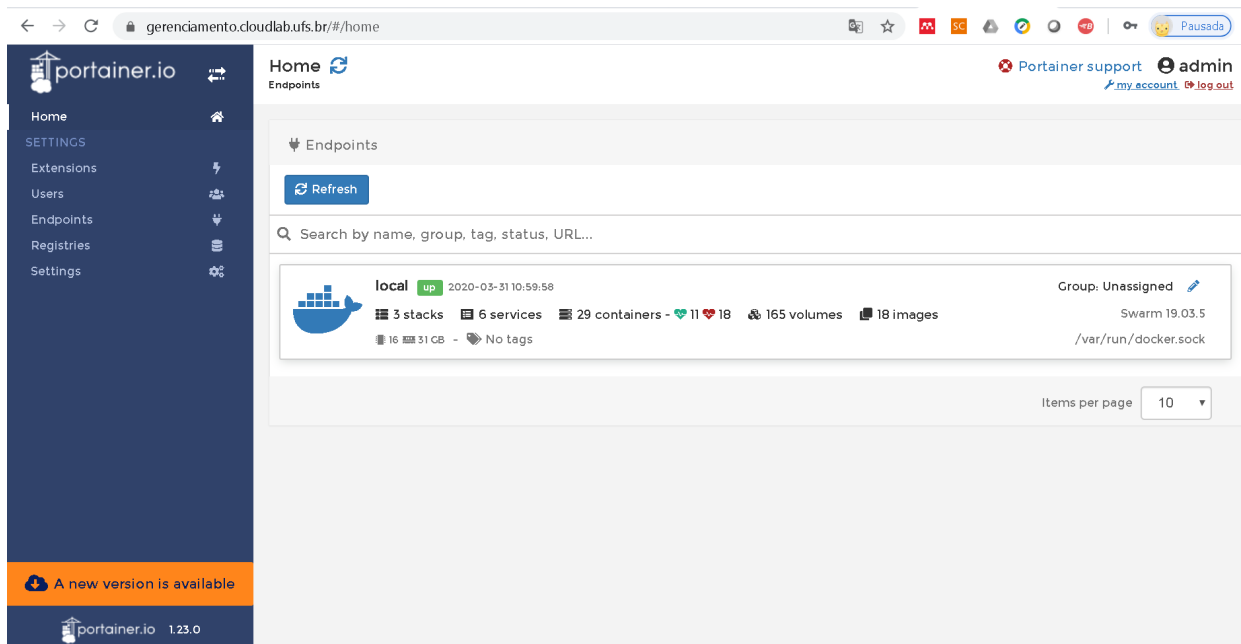 gerenciamento.cloudlab.ufs.br/#/home
SC
Pausada
portainer.io
Home
SETTINGS
Extensions
Users
Endpoints
Registries
Settings
A new version is available
portainer.io 1.23.0
Home
Endpoints
Portainer support admin
my account log out
Endpoints
Refresh
Search by name, group, tag, status, URL...
local up 2020-03-31 10:59:58
Group: Unassigned
3 stacks 6 services 29 containers - 11 18 165 volumes 18 images
Swarm 19.03.5
16 31 GB - No tags
/var/run/docker.sock
Items per page 10